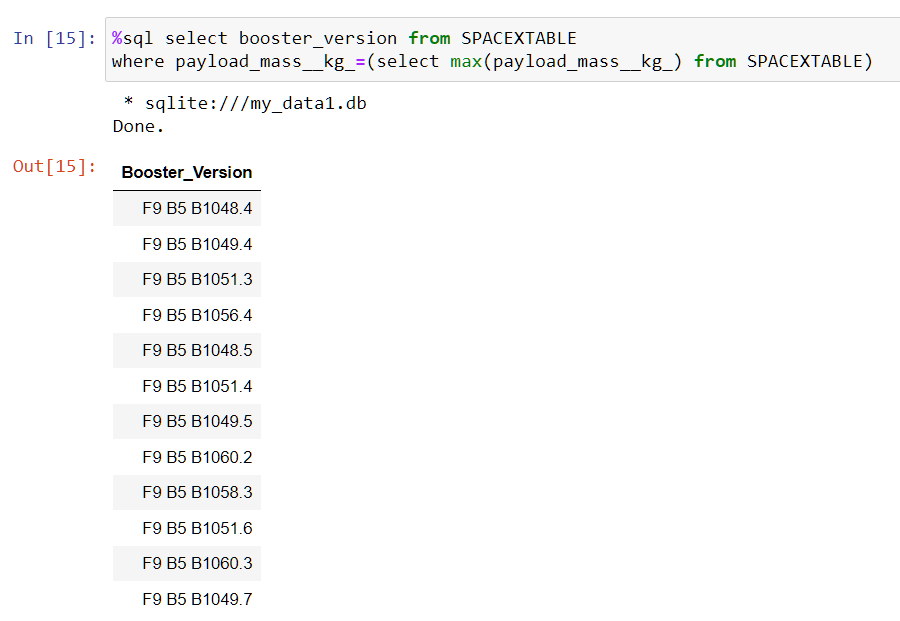 In [15]: %sql select booster_version from SPACEXTABLE
where payload_mass__kg_=(select max(payload_mass__kg_) from SPACEXTABLE)
* sqlite:///my_data1.db
Done.
Out[15]: Booster_Version
F9 B5 B1048.4
F9 B5 B1049.4
F9 B5 B1051.3
F9 B5 B1056.4
F9 B5 B1048.5
F9 B5 B1051.4
F9 B5 B1049.5
F9 B5 B1060.2
F9 B5 B1058.3
F9 B5 B1051.6
F9 B5 B1060.3
F9 B5 B1049.7